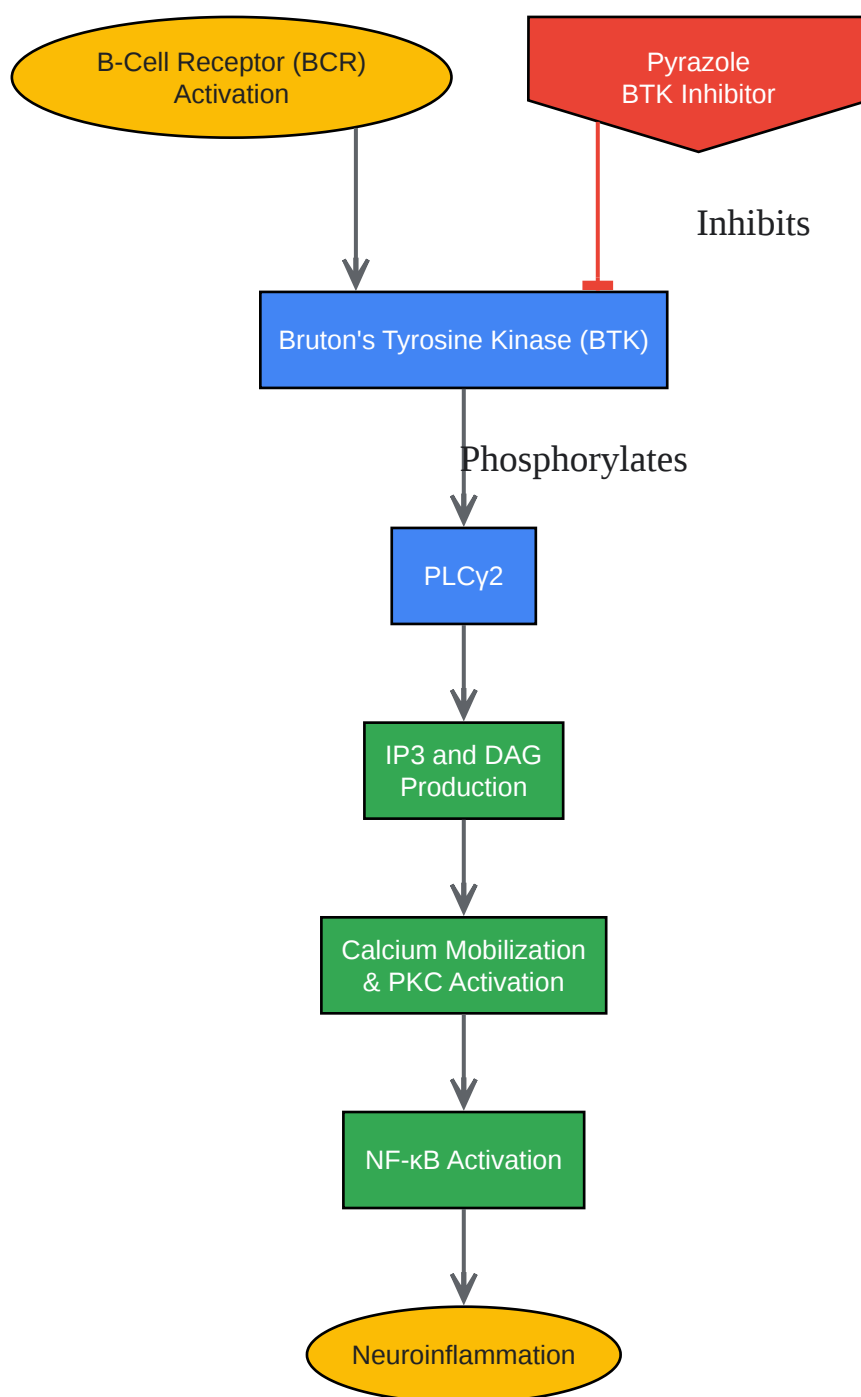 B-Cell Receptor (BCR)
Activation
Pyrazole
BTK Inhibitor
Inhibits
Bruton's Tyrosine Kinase (BTK)
Phosphorylates
PLCγ2
IP3 and DAG
Production
Calcium Mobilization
& PKC Activation
NF-κB Activation
Neuroinflammation